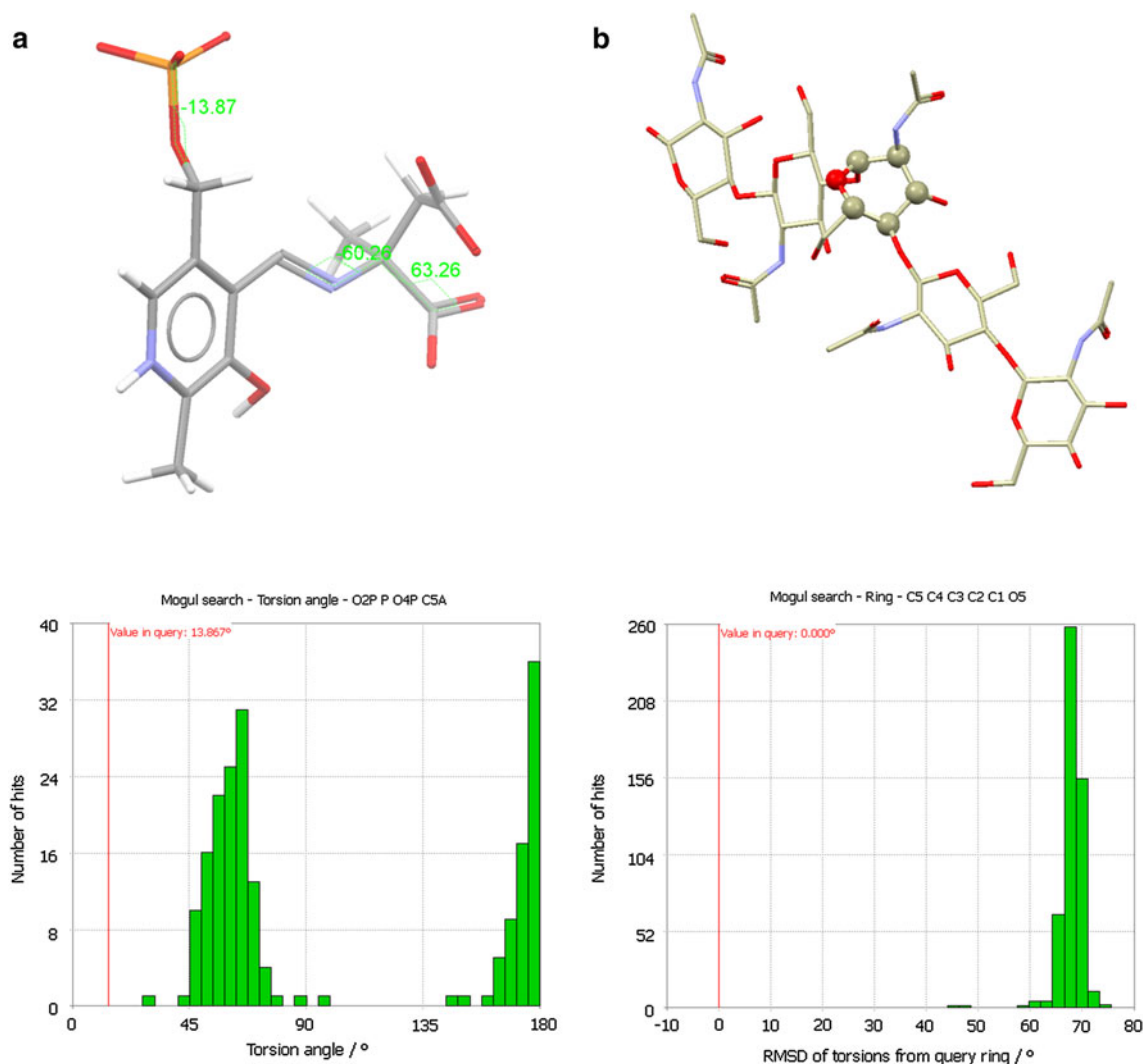 a
b
-13.87
-60.26
63.26
Mogul search - Torsion angle - O2P P O4P C5A
Value in query: 13.867°
40
32
24
16
8
0
Number of hits
0 45 90 135 180
Torsion angle / °
Mogul search - Ring - C5 C4 C3 C2 C1 O5
Value in query: 0.000°
260
208
156
104
52
0
Number of hits
-10 0 10 20 30 40 50 60 70 80
RMSD of torsions from query ring / °